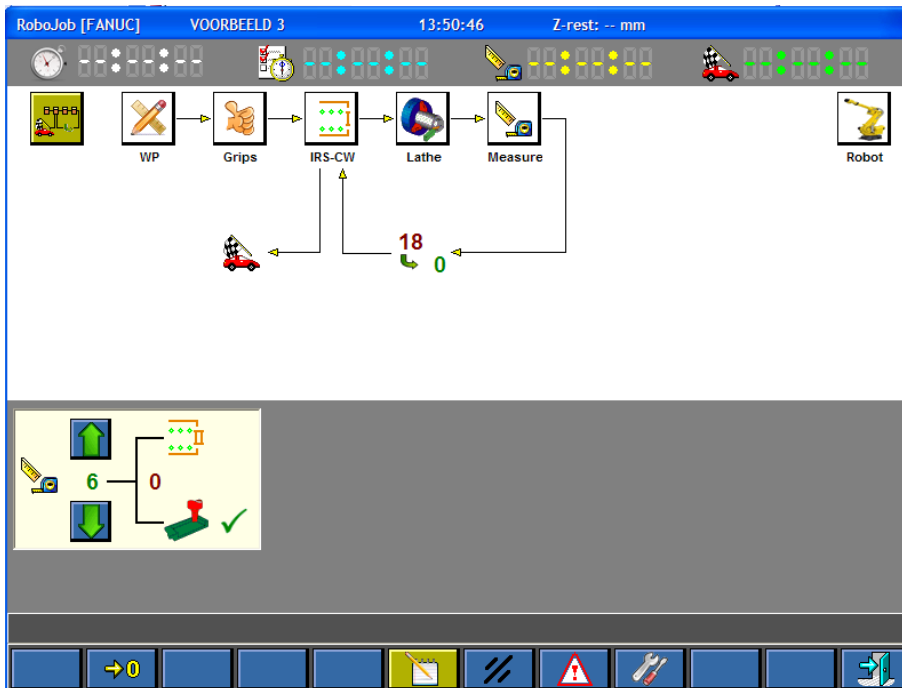 RoboJob [FANUC] VOORBEELD 3 13:50:46 Z-rest: -- mm
--:--:-- --:--:-- --:--:-- --:--:--
WP Grips IRS-CW Lathe Measure Robot
18
0
6 0
0